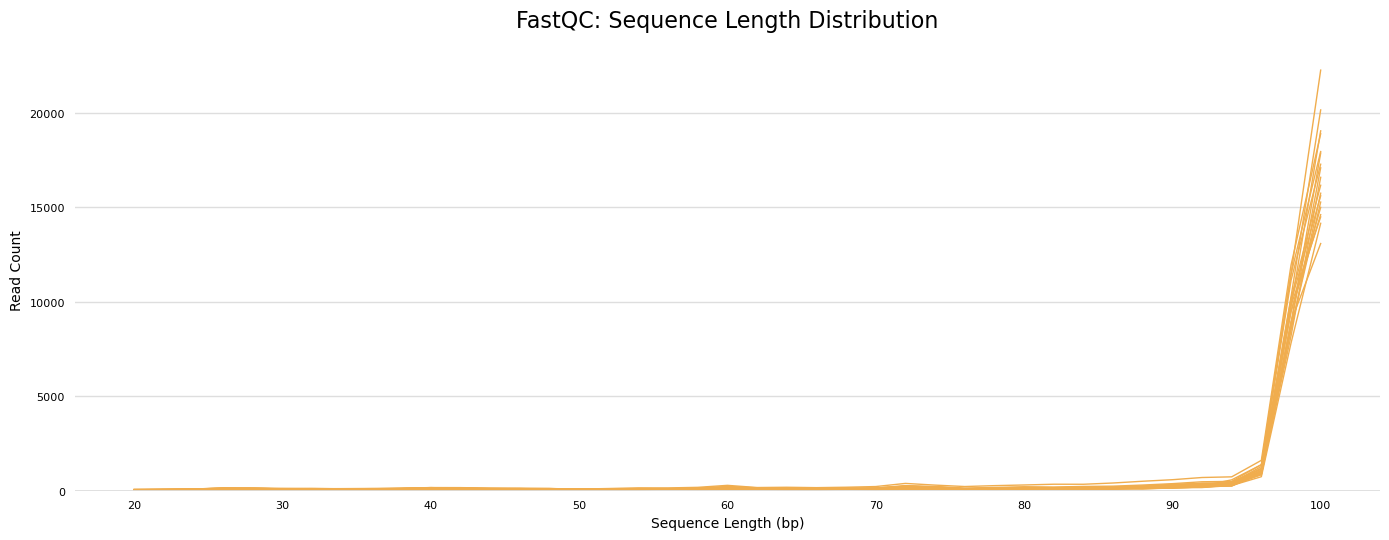 FastQC: Sequence Length Distribution
Read Count
20000
15000
10000
5000
0
20 30 40 50 60 70 80 90 100
Sequence Length (bp)